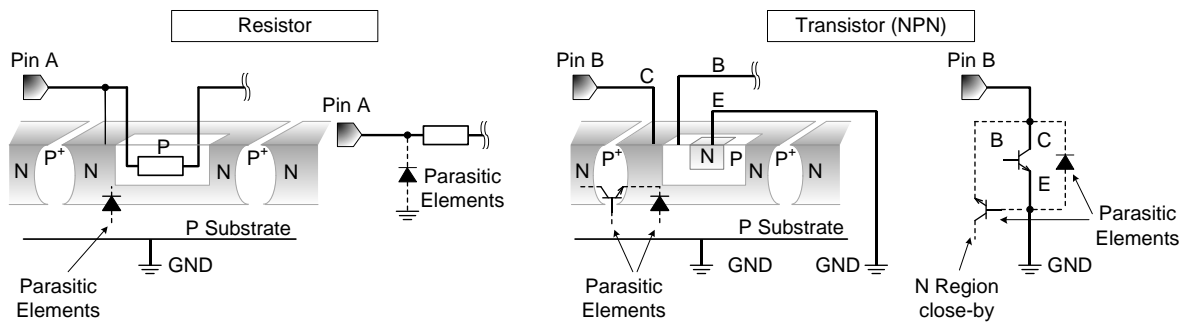 Resistor
Transistor (NPN)
Pin A
Pin B
Pin B
C
B
E
Pin A
B
C
E
N
P⁺
N
P
N
P⁺
N
N
P⁺
N
N
P
P⁺
N
Parasitic
Elements
P Substrate
P Substrate
Parasitic
Elements
GND
GND
GND
GND
Parasitic
Elements
Parasitic
Elements
N Region
close-by